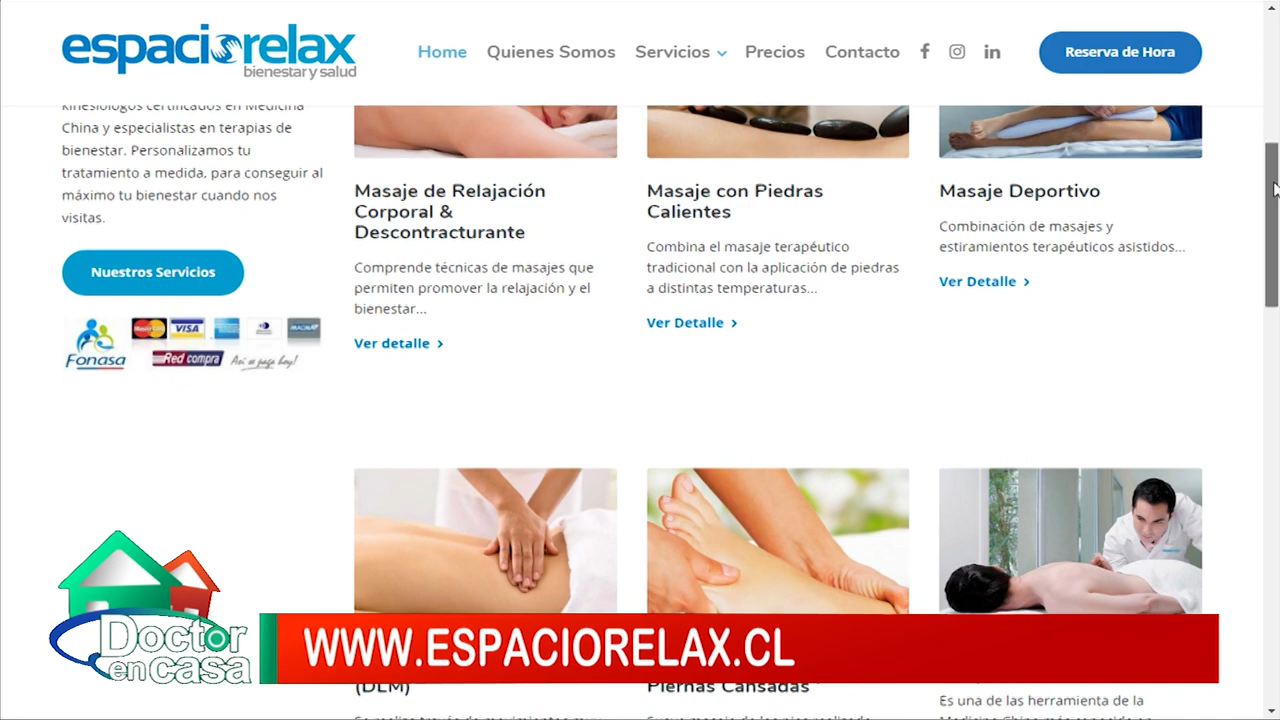 espaciorelax
bienestar y salud
Home Quienes Somos Servicios Precios Contacto
Reserva de Hora
Kinesiólogos certificados en Medicina
China y especialistas en terapias de
bienestar. Personalizamos tu
tratamiento a medida, para conseguir al
máximo tu bienestar cuando nos
visitas.
Nuestros Servicios
Fonasa
MasterCard VISA
MAGNA
Red compra
Así se paga hoy!
Masaje de Relajación
Corporal &
Descontracturante
Comprende técnicas de masajes que
permiten promover la relajación y el
bienestar...
Ver detalle
Masaje con Piedras
Calientes
Combina el masaje terapéutico
tradicional con la aplicación de piedras
a distintas temperaturas...
Ver Detalle
Masaje Deportivo
Combinación de masajes y
estiramientos terapéuticos asistidos...
Ver Detalle
Doctor
en casa
WWW.ESPACIORELAX.CL
(DLM)
Piernas Cansadas
Es una de las herramienta de la